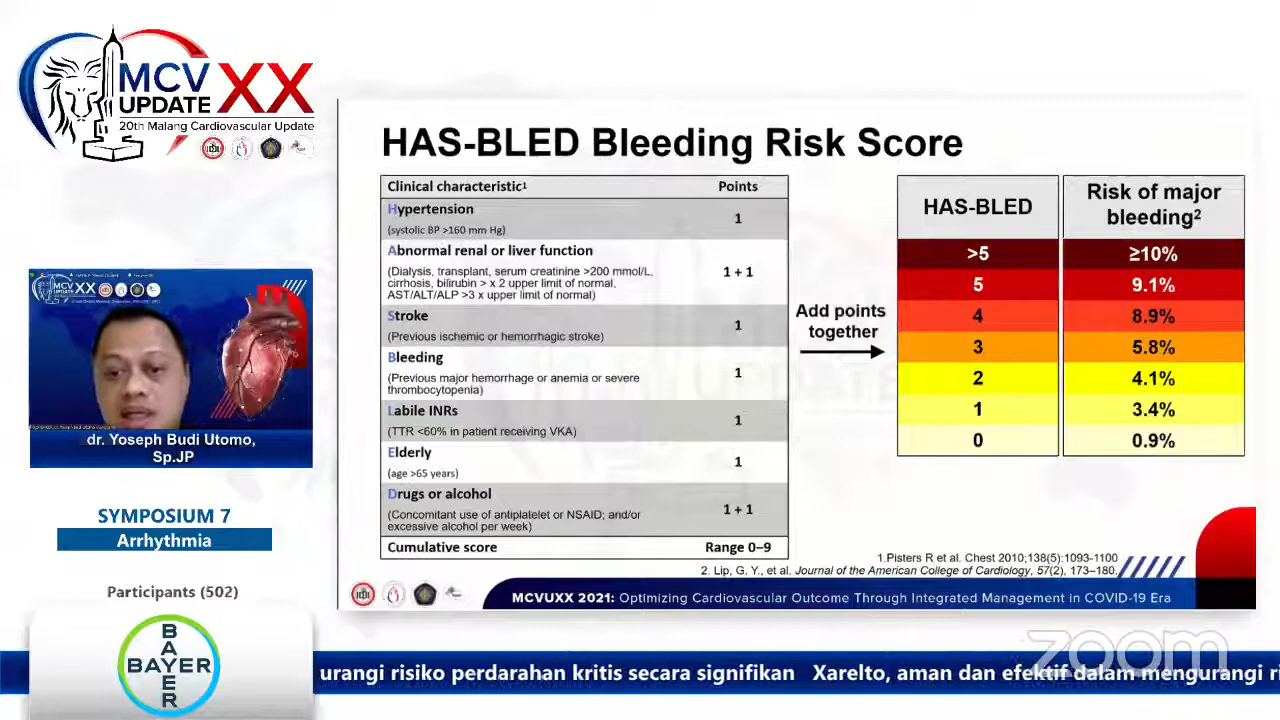 MCV
UPDATE
XX
20th Malang Cardiovascular Update
dr. Yoseph Budi Utomo,
Sp.JP
SYMPOSIUM 7
Arrhythmia
Participants (502)
BAYER
BAYER
HAS-BLED Bleeding Risk Score
Clinical characteristic¹ Points
Hypertension
(systolic BP >160 mm Hg)
1
Abnormal renal or liver function
(Dialysis, transplant, serum creatinine >200 mmol/L,
cirrhosis, bilirubin > x 2 upper limit of normal,
AST/ALT/ALP >3 x upper limit of normal)
1 + 1
Stroke
(Previous ischemic or hemorrhagic stroke)
1
Bleeding
(Previous major hemorrhage or anemia or severe
thrombocytopenia)
1
Labile INRs
(TTR <60% in patient receiving VKA)
1
Elderly
(age >65 years)
1
Drugs or alcohol
(Concomitant use of antiplatelet or NSAID; and/or
excessive alcohol per week)
1 + 1
Cumulative score Range 0–9
Add points
together
HAS-BLED
Risk of major
bleeding²
>5 ≥10%
5 9.1%
4 8.9%
3 5.8%
2 4.1%
1 3.4%
0 0.9%
1.Pisters R et al. Chest 2010;138(5):1093-1100
2. Lip, G. Y., et al. Journal of the American College of Cardiology, 57(2), 173–180.
MCVUXX 2021: Optimizing Cardiovascular Outcome Through Integrated Management in COVID-19 Era
zoom
urangi risiko perdarahan kritis secara signifikan Xarelto, aman dan efektif dalam mengurangi ri